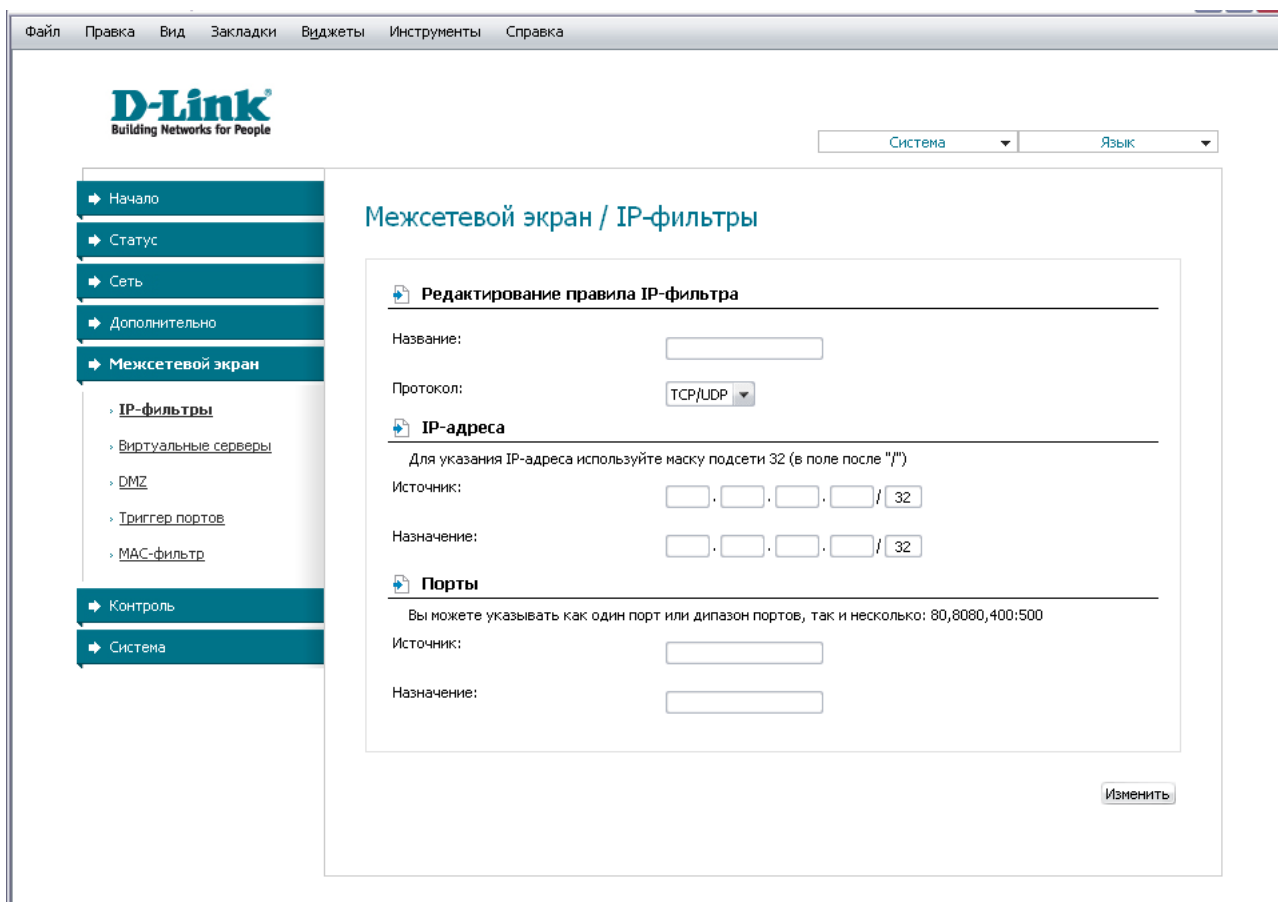 Файл Правка Вид Закладки Виджеты Инструменты Справка
D-Link®
Building Networks for People
Система Язык
Начало
Статус
Сеть
Дополнительно
Межсетевой экран
IP-фильтры
Виртуальные серверы
DMZ
Триггер портов
MAC-фильтр
Контроль
Система
Межсетевой экран / IP-фильтры
Редактирование правила IP-фильтра
Название:
Протокол: TCP/UDP
IP-адреса
Для указания IP-адреса используйте маску подсети 32 (в поле после "/")
Источник: . . . / 32
Назначение: . . . / 32
Порты
Вы можете указывать как один порт или дипазон портов, так и несколько: 80,8080,400:500
Источник:
Назначение:
Изменить